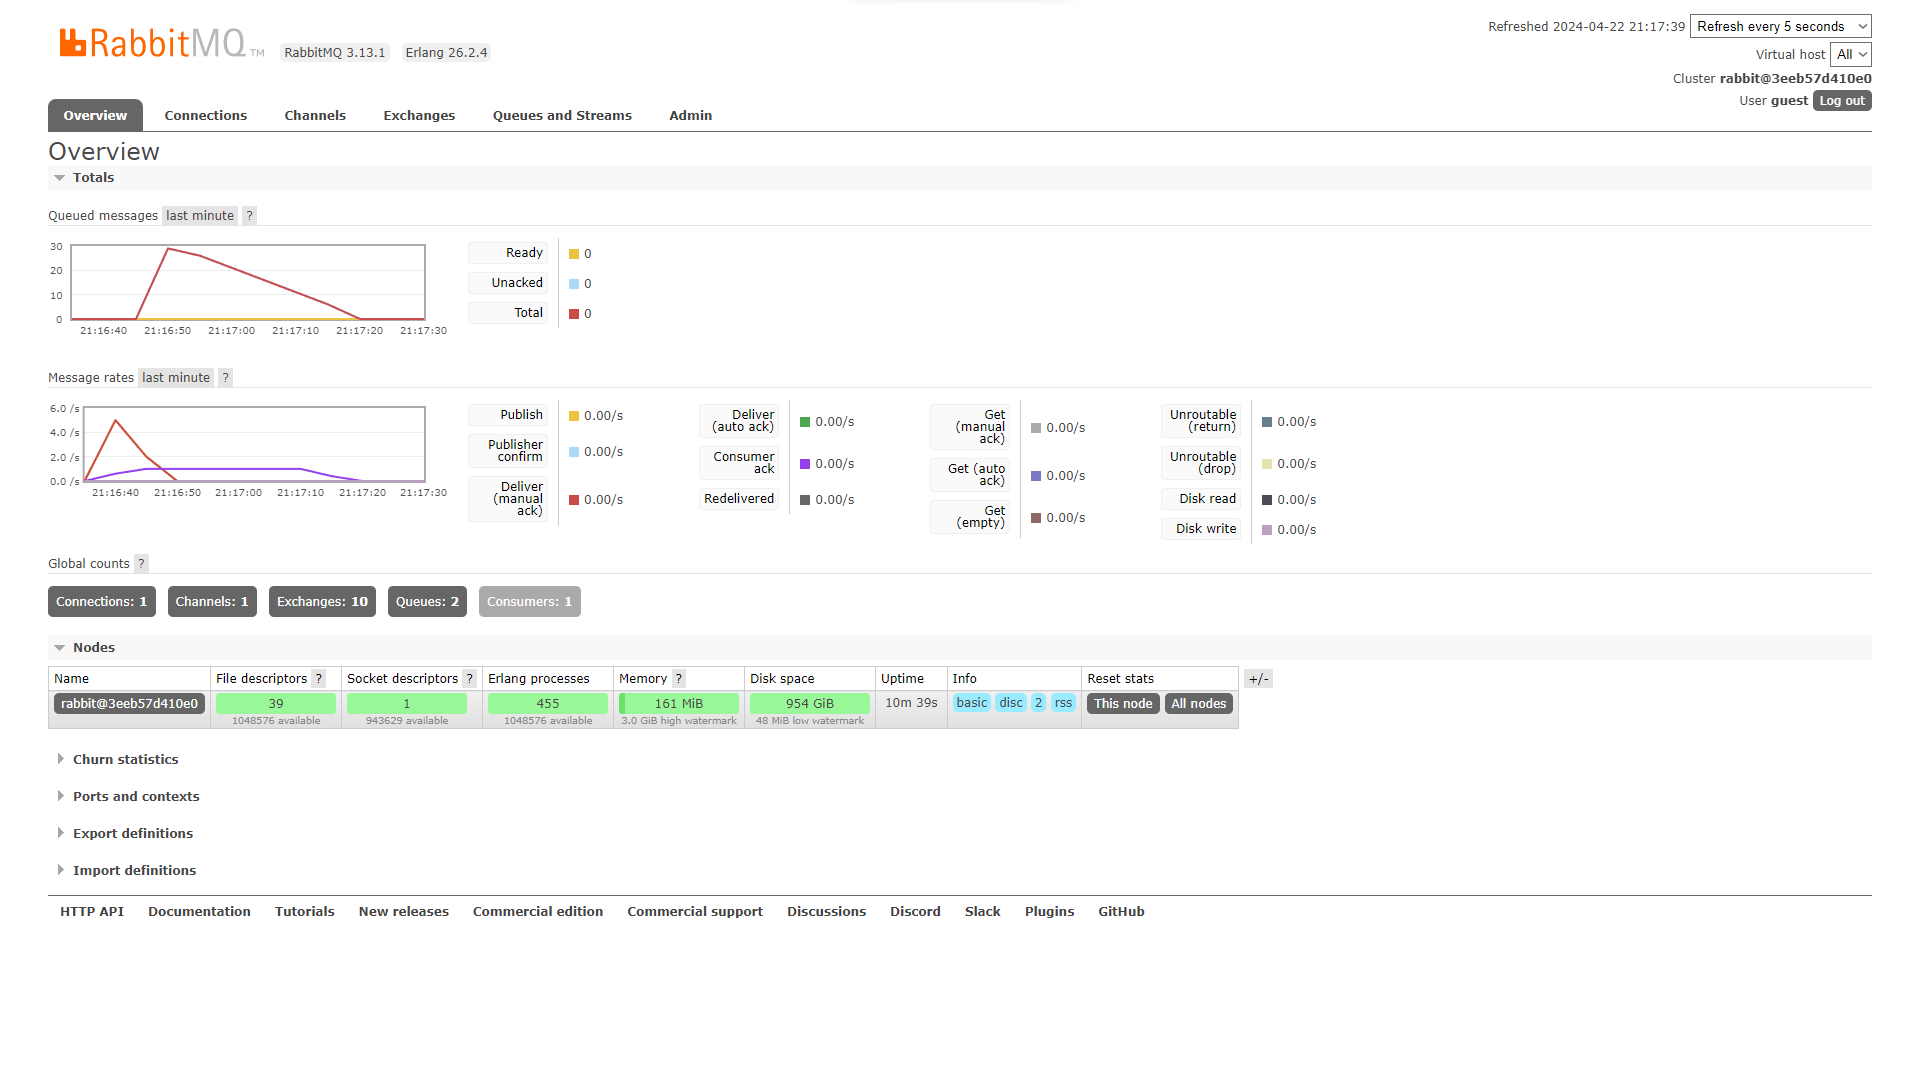 RabbitMQ TM
RabbitMQ 3.13.1 Erlang 26.2.4
Refreshed 2024-04-22 21:17:39 Refresh every 5 seconds
Virtual host All
Cluster rabbit@3eeb57d410e0
User guest Log out
Overview Connections Channels Exchanges Queues and Streams Admin
Overview
Totals
Queued messages last minute ?
30
20
10
0
21:16:40 21:16:50 21:17:00 21:17:10 21:17:20 21:17:30
Ready 0
Unacked 0
Total 0
Message rates last minute ?
6.0 /s
4.0 /s
2.0 /s
0.0 /s
21:16:40 21:16:50 21:17:00 21:17:10 21:17:20 21:17:30
Publish 0.00/s
Publisher
confirm 0.00/s
Deliver
(manual
ack) 0.00/s
Deliver
(auto ack) 0.00/s
Consumer
ack 0.00/s
Redelivered 0.00/s
Get
(manual
ack) 0.00/s
Get (auto
ack) 0.00/s
Get
(empty) 0.00/s
Unroutable
(return) 0.00/s
Unroutable
(drop) 0.00/s
Disk read 0.00/s
Disk write 0.00/s
Global counts ?
Connections: 1 Channels: 1 Exchanges: 10 Queues: 2 Consumers: 1
Nodes
Name File descriptors ? Socket descriptors ? Erlang processes Memory ? Disk space Uptime Info Reset stats +/-
rabbit@3eeb57d410e0 39 1 455 161 MiB 954 GiB 10m 39s basic disc 2 rss This node All nodes
1048576 available 943629 available 1048576 available 3.0 GiB high watermark 48 MiB low watermark
Churn statistics
Ports and contexts
Export definitions
Import definitions
HTTP API Documentation Tutorials New releases Commercial edition Commercial support Discussions Discord Slack Plugins GitHub